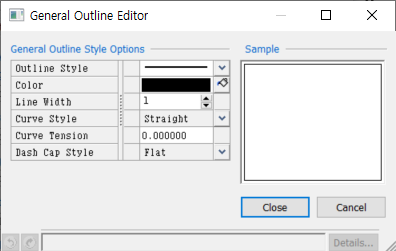 General Outline Editor
General Outline Style Options
Sample
Outline Style
Color
Line Width 1
Curve Style Straight
Curve Tension 0.000000
Dash Cap Style Flat
Close Cancel
Details...